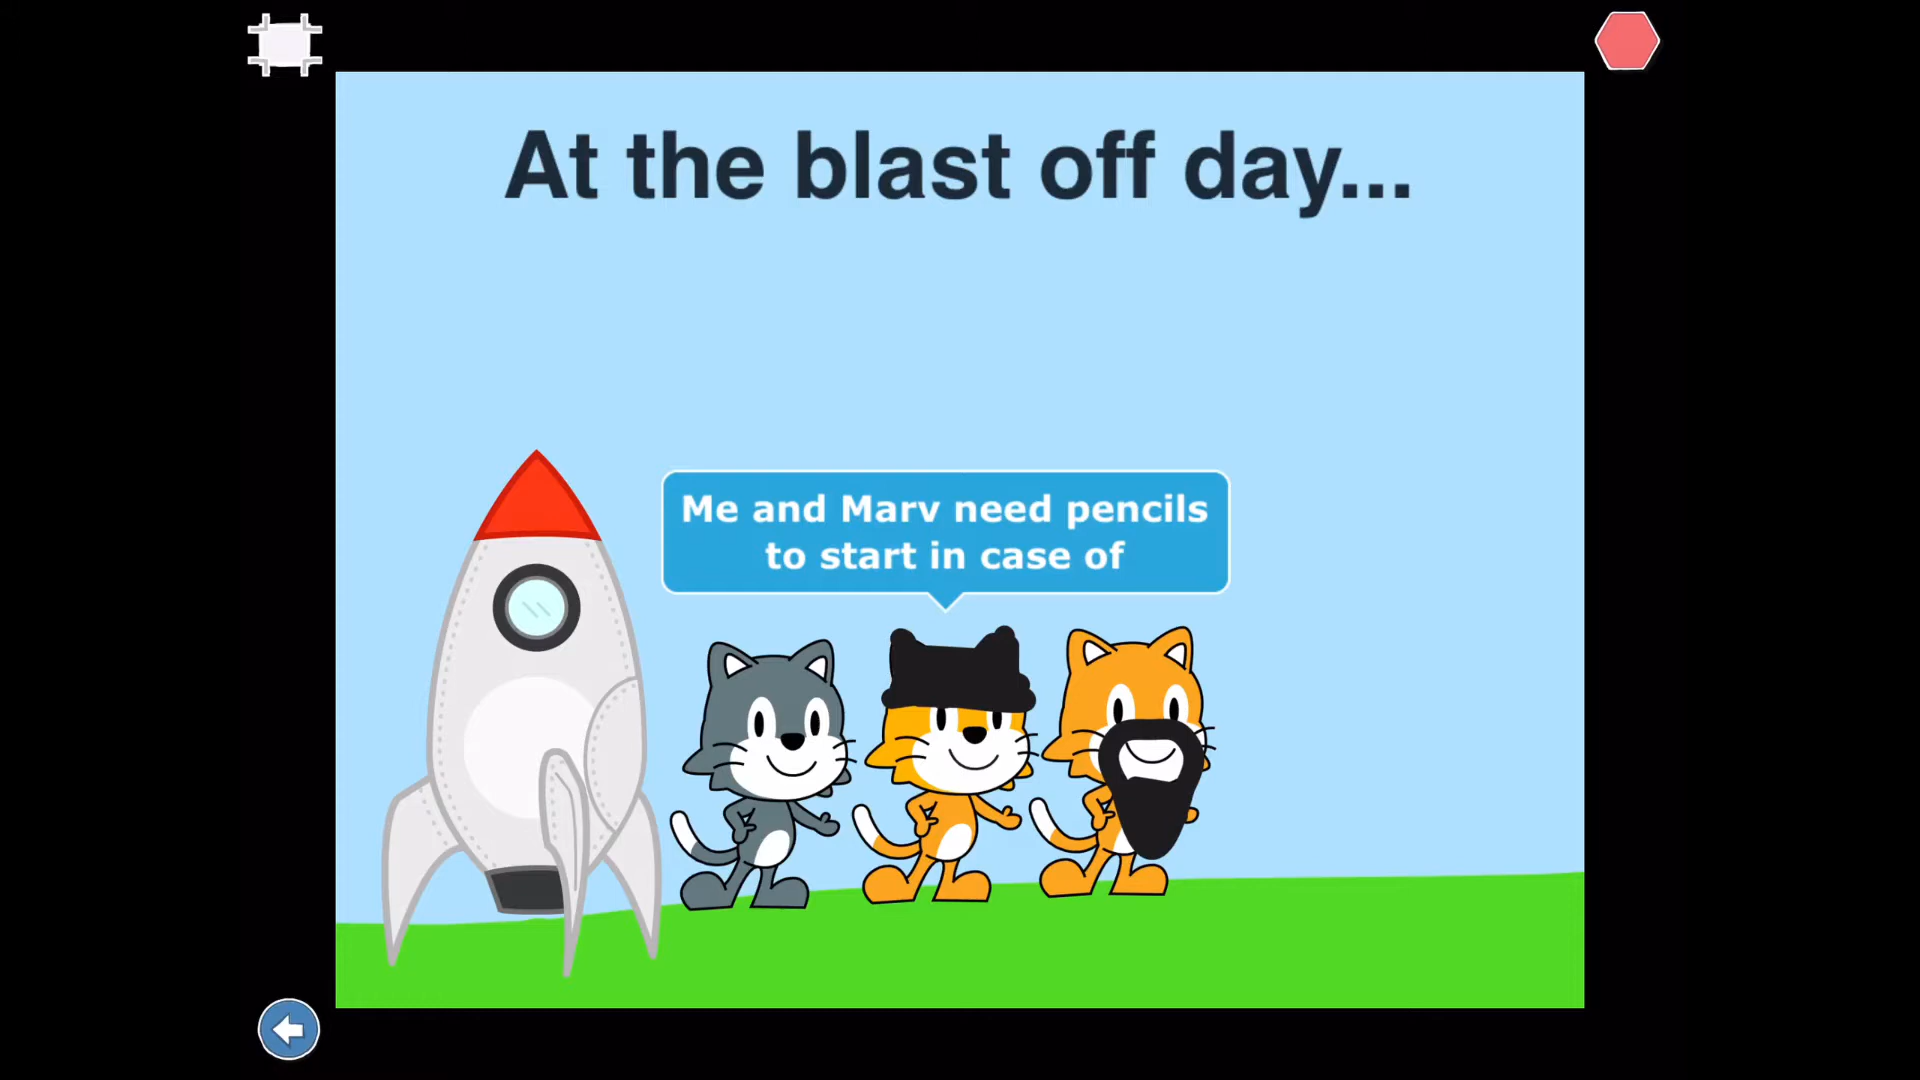 At the blast off day...
Me and Marv need pencils
to start in case of